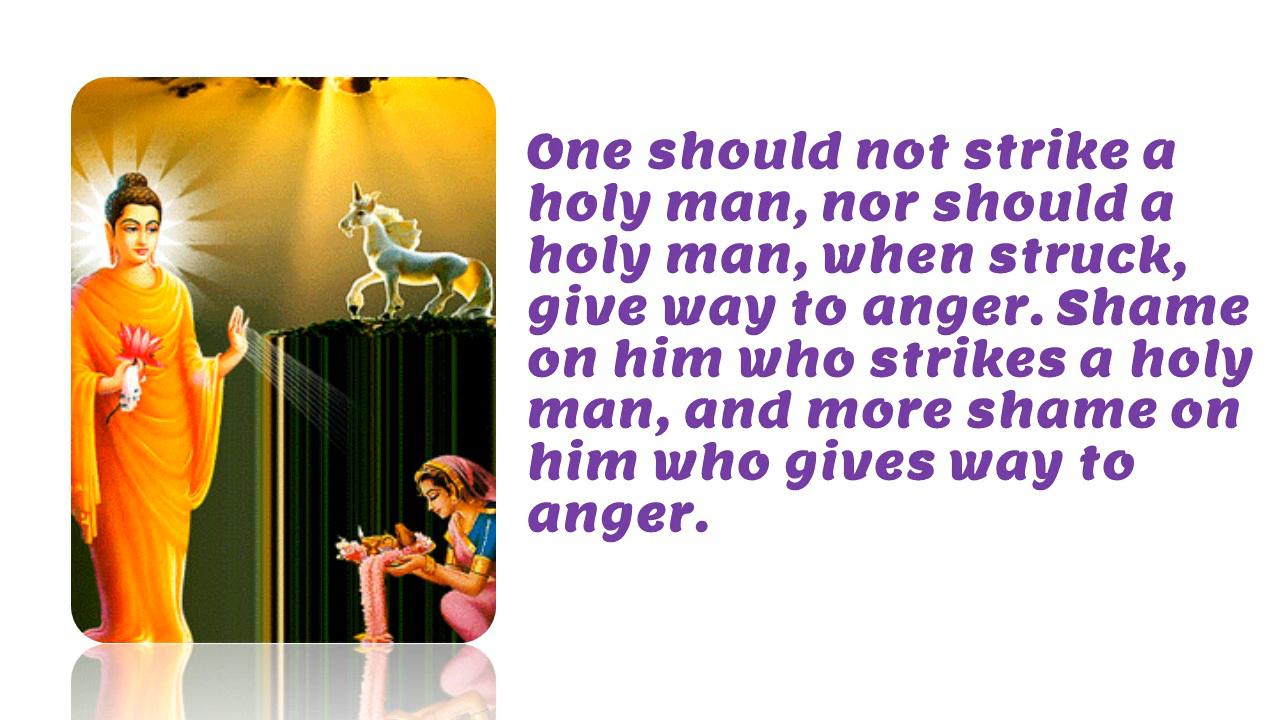 One should not strike a
holy man, nor should a
holy man, when struck,
give way to anger. Shame
on him who strikes a holy
man, and more shame on
him who gives way to
anger.